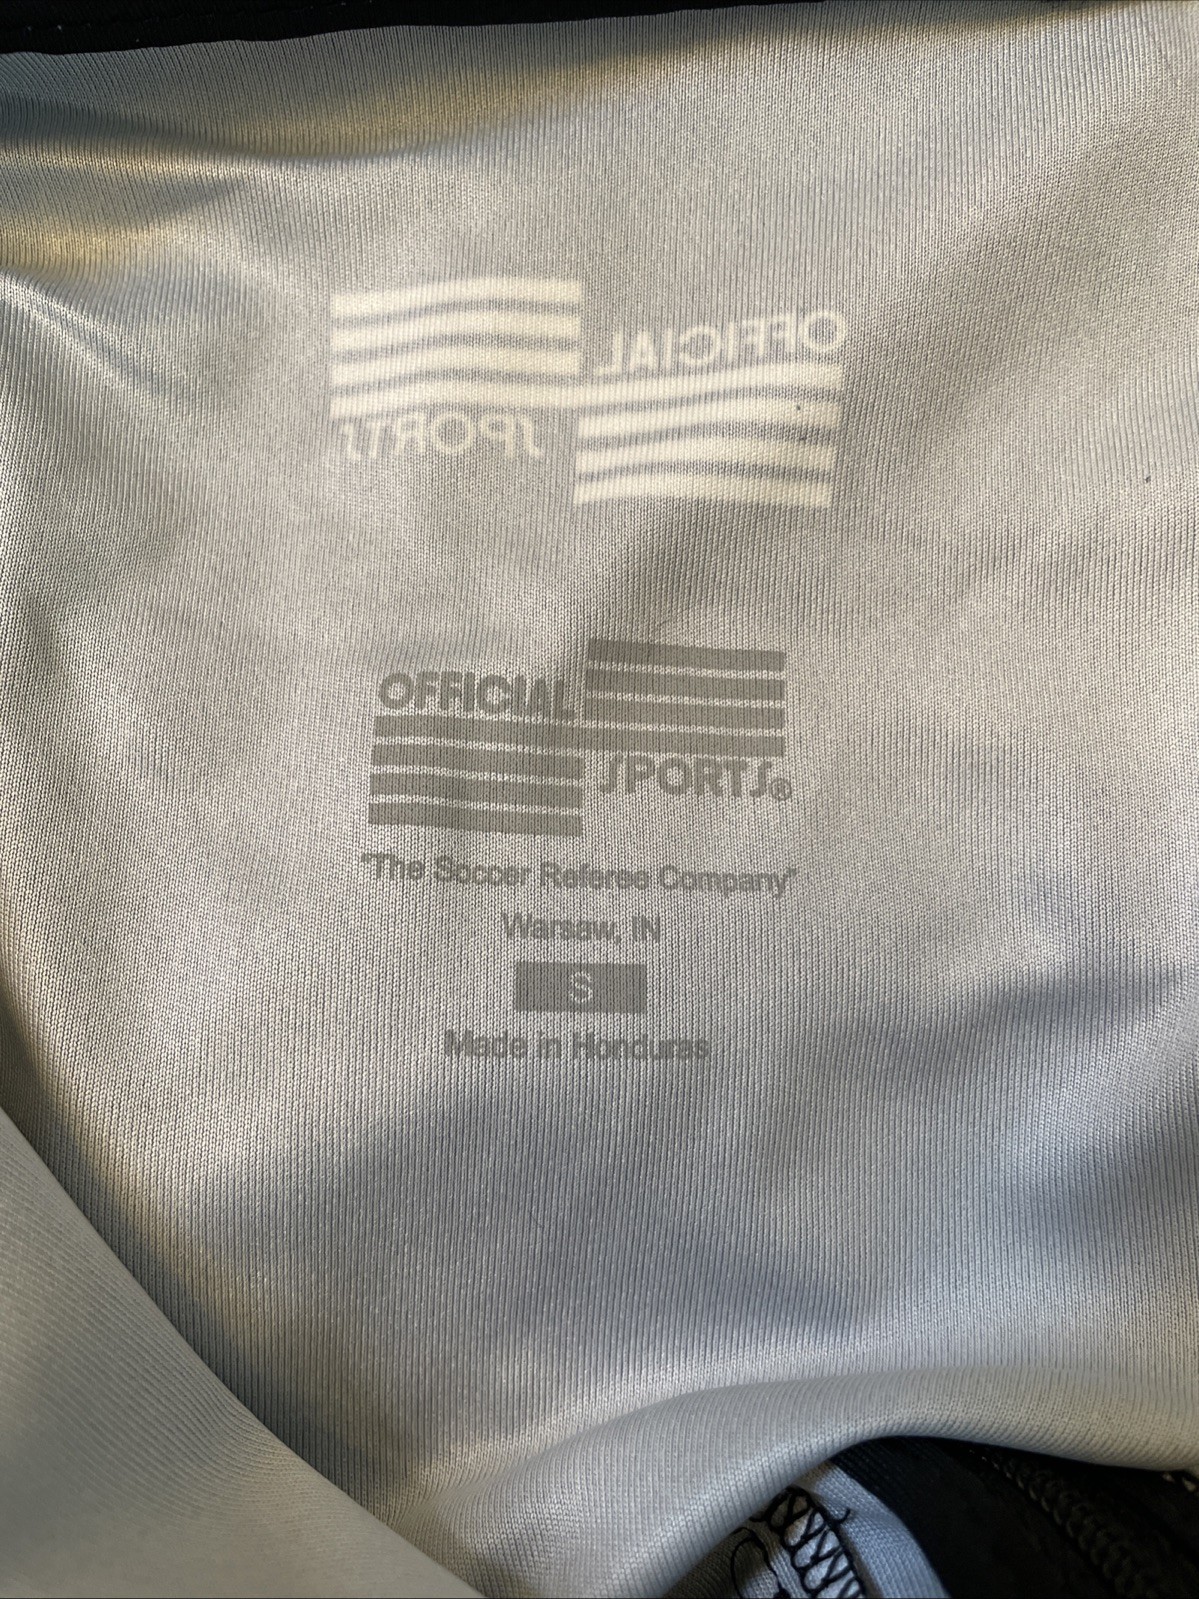 OFFICIAL
SPORTS
OFFICIAL
SPORTS®
"The Soccer Referee Company"
Warsaw, IN
S
Made in Honduras